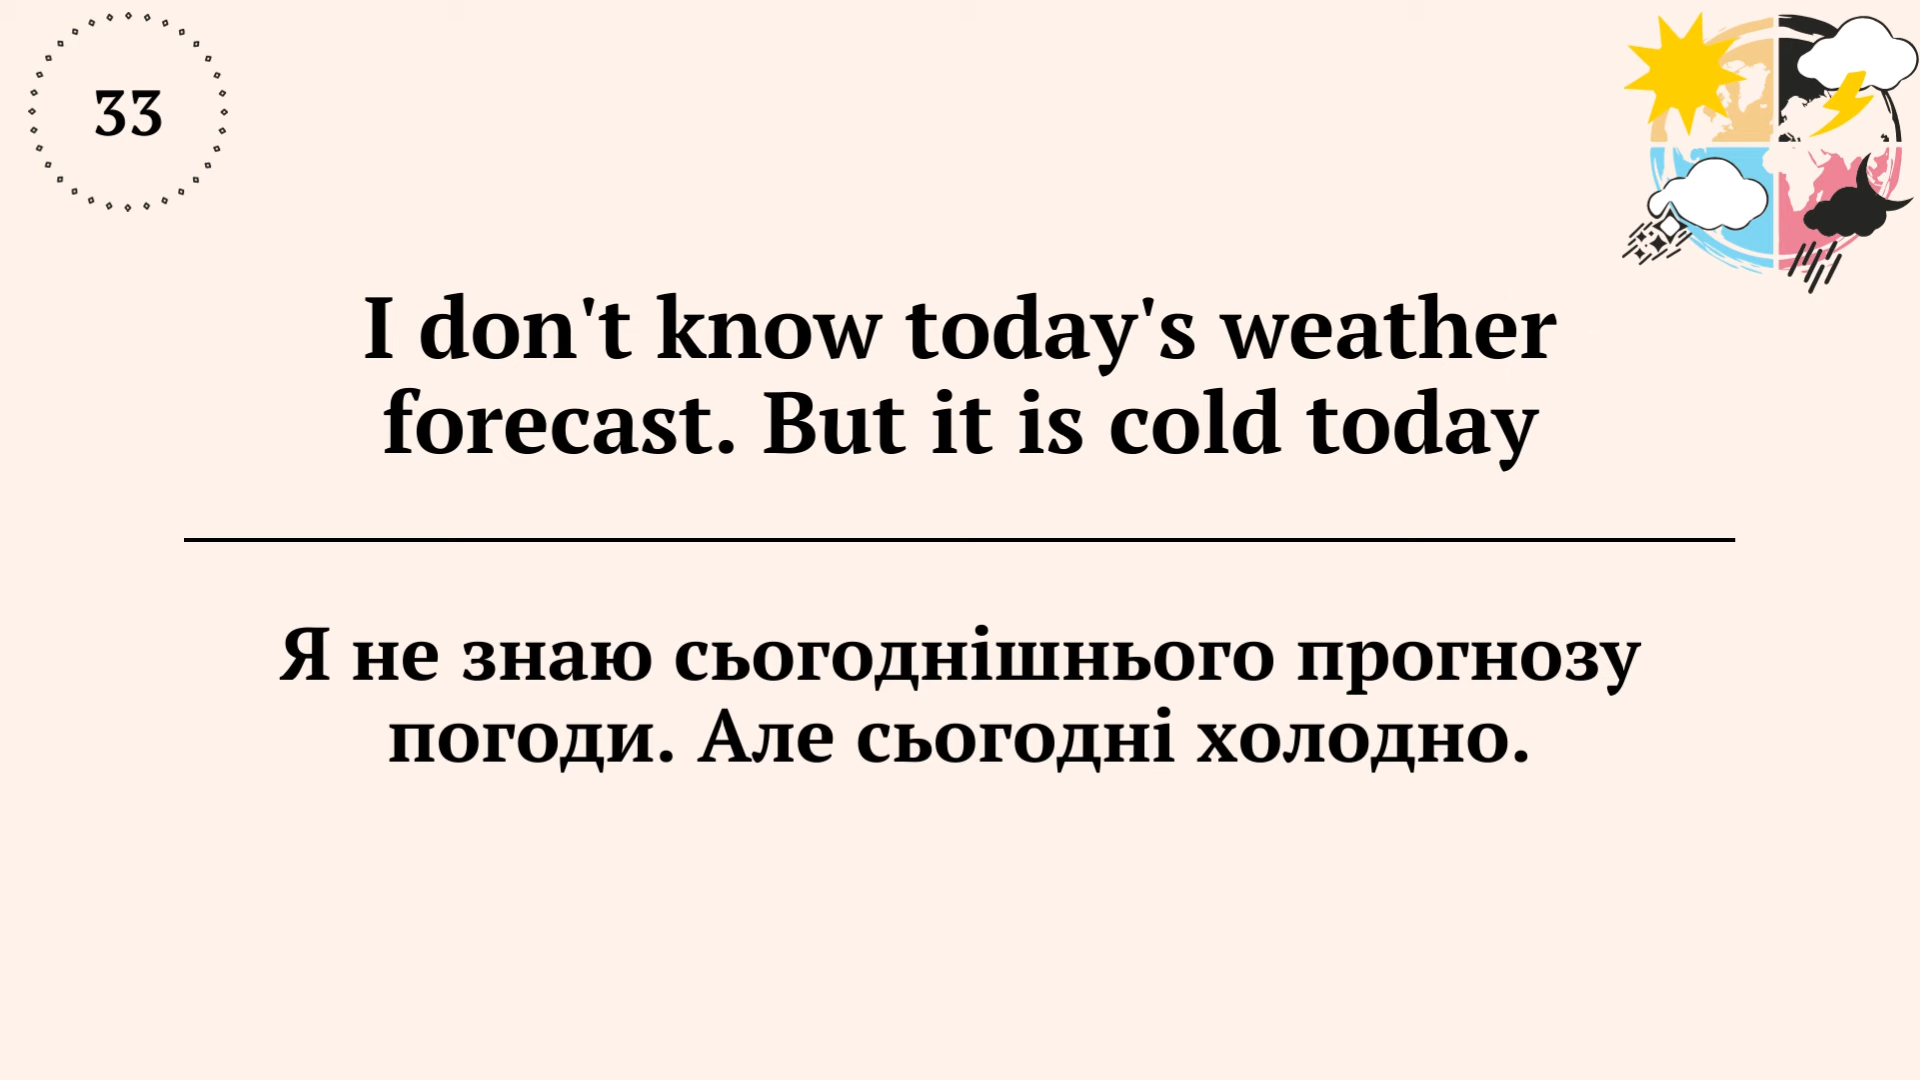 33
I don't know today's weather
forecast. But it is cold today
Я не знаю сьогоднішнього прогнозу
погоди. Але сьогодні холодно.